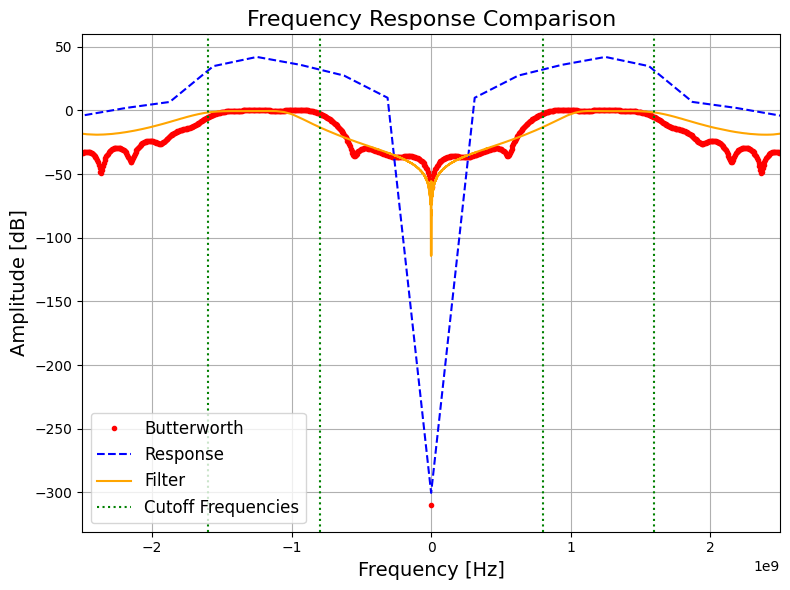 Frequency Response Comparison
Amplitude [dB]
50
0
−50
−100
−150
−200
−250
−300
Butterworth
Response
Filter
Cutoff Frequencies
−2
−1
0
1
2
1e9
Frequency [Hz]